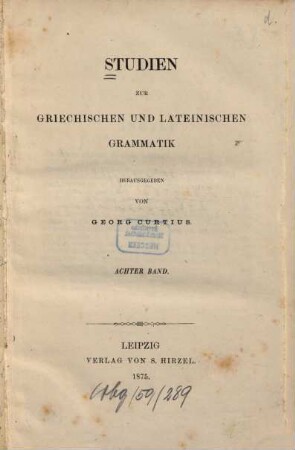 d.
STUDIEN
ZUR
GRIECHISCHEN UND LATEINISCHEN
GRAMMATIK
HERAUSGEGEBEN
VON
GEORG CURTIUS.
ACHTER BAND.
LEIPZIG
VERLAG VON S. HIRZEL.
1875.